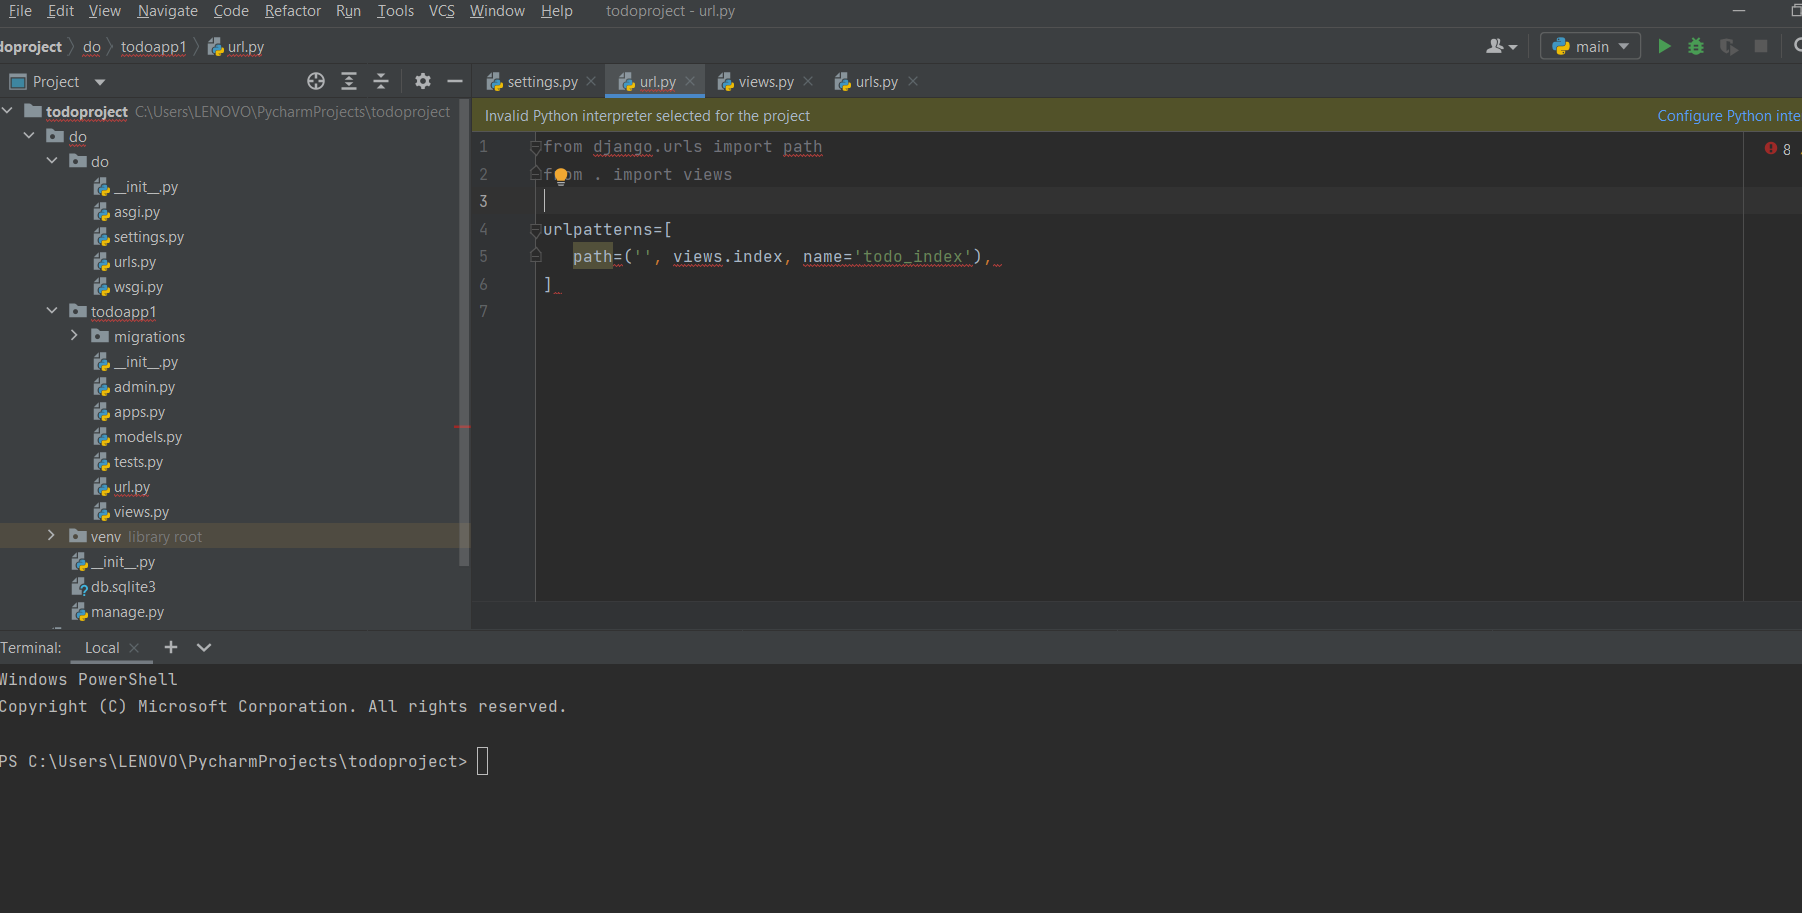 File Edit View Navigate Code Refactor Run Tools VCS Window Help todoproject - url.py
doproject do todoapp1 url.py
main
Project
settings.py url.py views.py urls.py
todoproject C:\Users\LENOVO\PycharmProjects\todoproject
do
do
__init__.py
asgi.py
settings.py
urls.py
wsgi.py
todoapp1
migrations
__init__.py
admin.py
apps.py
models.py
tests.py
url.py
views.py
venv library root
__init__.py
db.sqlite3
manage.py
Invalid Python interpreter selected for the project Configure Python inte
8
1 from django.urls import path
2 from . import views
3
4 urlpatterns=[
5 path=('', views.index, name='todo_index'),
6 ]
7
Terminal: Local
Windows PowerShell
Copyright (C) Microsoft Corporation. All rights reserved.
PS C:\Users\LENOVO\PycharmProjects\todoproject>